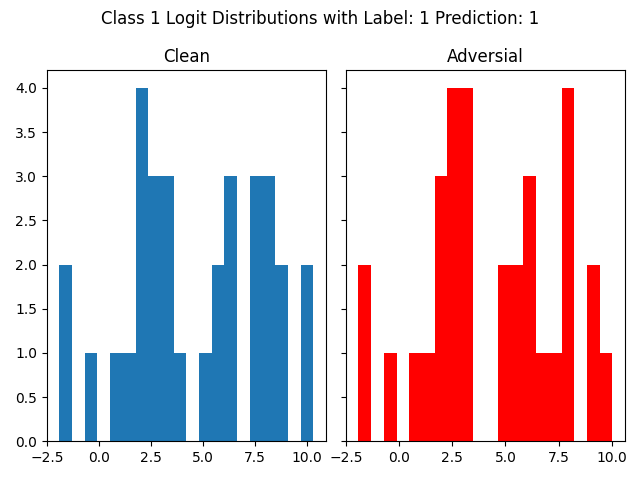 Class 1 Logit Distributions with Label: 1 Prediction: 1
Clean
Adversial
4.0
3.5
3.0
2.5
2.0
1.5
1.0
0.5
0.0
−2.5 0.0 2.5 5.0 7.5 10.0
−2.5 0.0 2.5 5.0 7.5 10.0